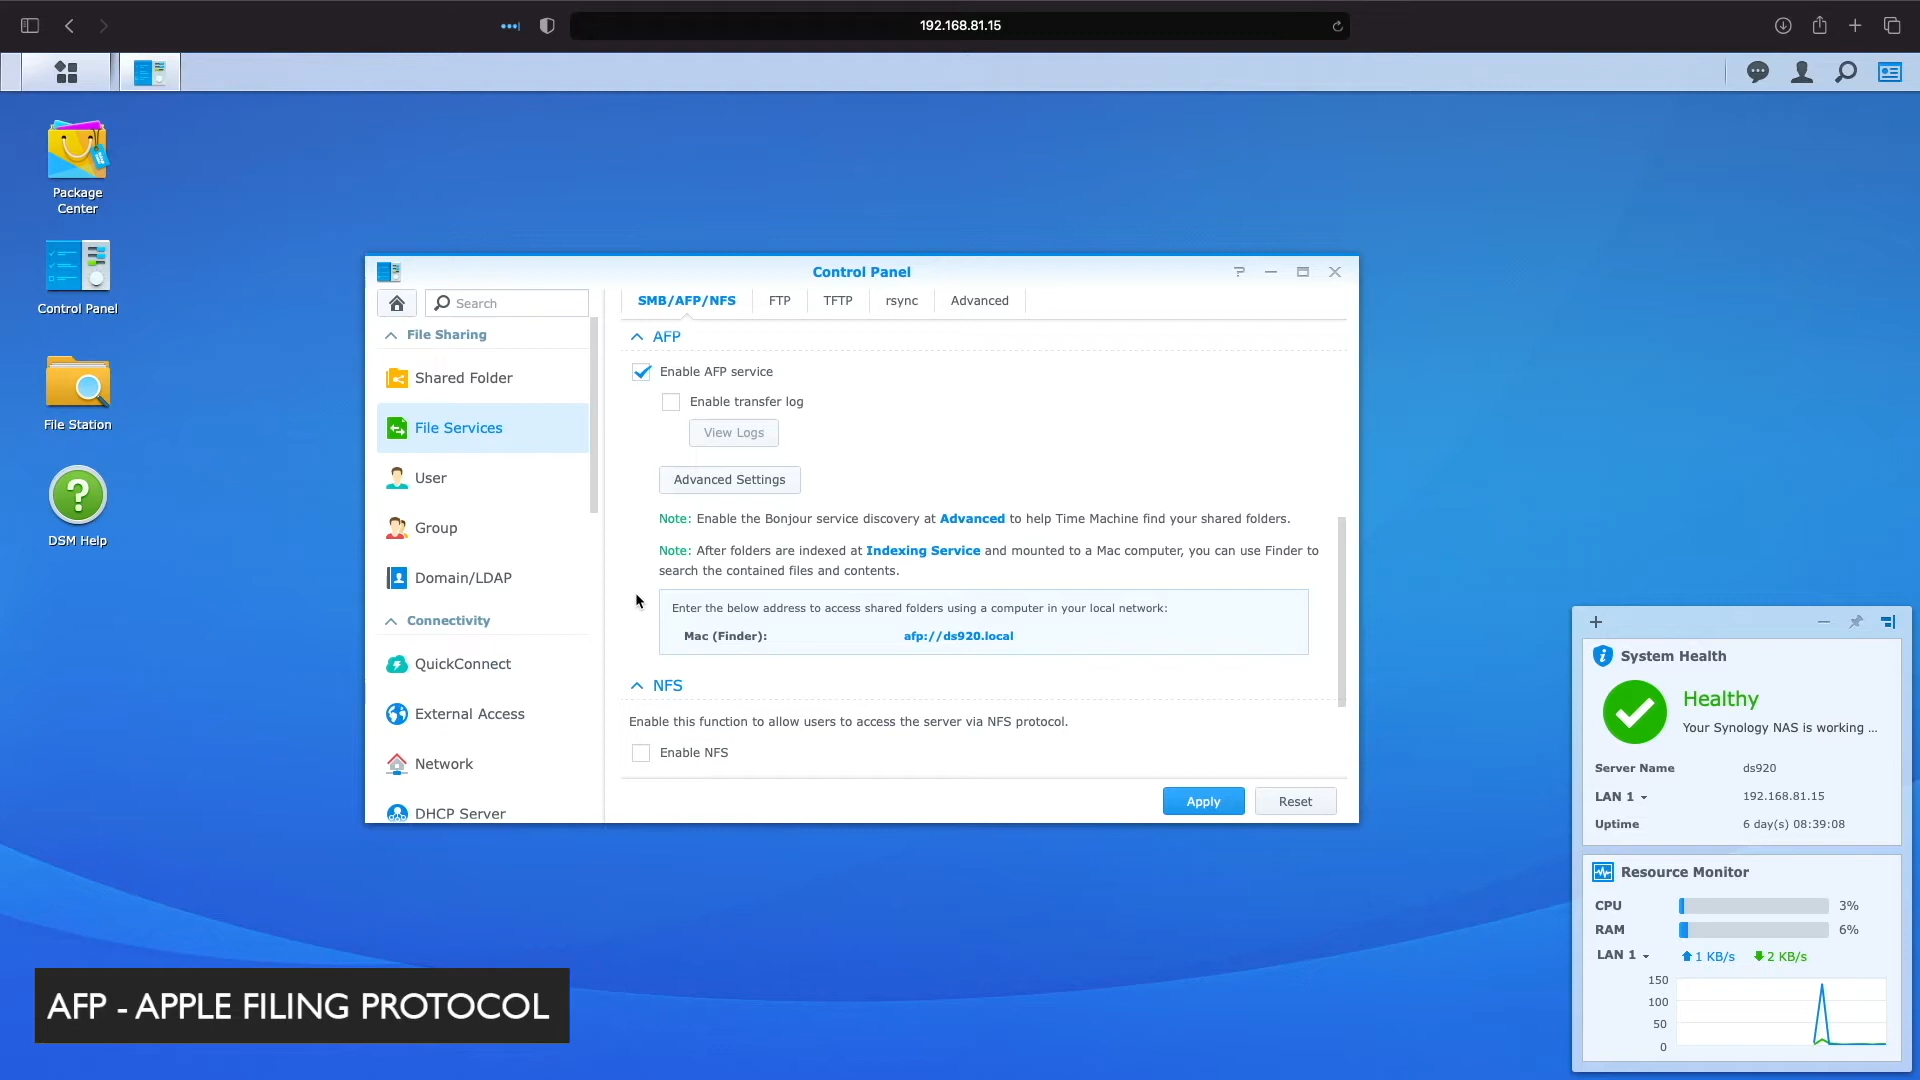 192.168.81.15
Package
Center
Control Panel
File Station
DSM Help
Control Panel
Search
File Sharing
Shared Folder
File Services
User
Group
Domain/LDAP
Connectivity
QuickConnect
External Access
Network
DHCP Server
SMB/AFP/NFS
FTP
TFTP
rsync
Advanced
AFP
Enable AFP service
Enable transfer log
View Logs
Advanced Settings
Note: Enable the Bonjour service discovery at Advanced to help Time Machine find your shared folders.
Note: After folders are indexed at Indexing Service and mounted to a Mac computer, you can use Finder to
search the contained files and contents.
Enter the below address to access shared folders using a computer in your local network:
Mac (Finder): afp://ds920.local
NFS
Enable this function to allow users to access the server via NFS protocol.
Enable NFS
Apply
Reset
System Health
Healthy
Your Synology NAS is working ...
Server Name ds920
LAN 1 192.168.81.15
Uptime 6 day(s) 08:39:08
Resource Monitor
CPU 3%
RAM 6%
LAN 1 1 KB/s 2 KB/s
150
100
50
0
AFP - APPLE FILING PROTOCOL